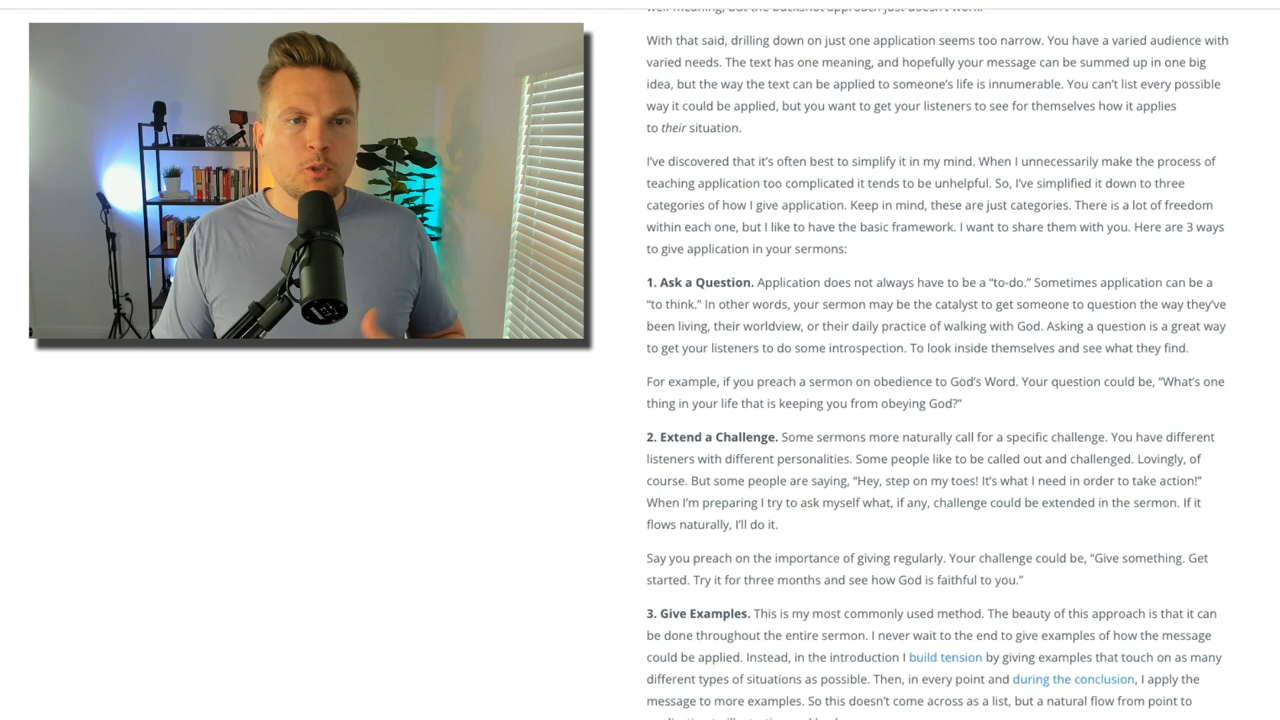 well meaning, but the buckshot approach just doesn't work.
With that said, drilling down on just one application seems too narrow. You have a varied audience with
varied needs. The text has one meaning, and hopefully your message can be summed up in one big
idea, but the way the text can be applied to someone's life is innumerable. You can't list every possible
way it could be applied, but you want to get your listeners to see for themselves how it applies
to their situation.
I've discovered that it's often best to simplify it in my mind. When I unnecessarily make the process of
teaching application too complicated it tends to be unhelpful. So, I've simplified it down to three
categories of how I give application. Keep in mind, these are just categories. There is a lot of freedom
within each one, but I like to have the basic framework. I want to share them with you. Here are 3 ways
to give application in your sermons:
1. Ask a Question. Application does not always have to be a “to-do.” Sometimes application can be a
“to think.” In other words, your sermon may be the catalyst to get someone to question the way they've
been living, their worldview, or their daily practice of walking with God. Asking a question is a great way
to get your listeners to do some introspection. To look inside themselves and see what they find.
For example, if you preach a sermon on obedience to God's Word. Your question could be, “What's one
thing in your life that is keeping you from obeying God?”
2. Extend a Challenge. Some sermons more naturally call for a specific challenge. You have different
listeners with different personalities. Some people like to be called out and challenged. Lovingly, of
course. But some people are saying, “Hey, step on my toes! It's what I need in order to take action!”
When I'm preparing I try to ask myself what, if any, challenge could be extended in the sermon. If it
flows naturally, I'll do it.
Say you preach on the importance of giving regularly. Your challenge could be, “Give something. Get
started. Try it for three months and see how God is faithful to you.”
3. Give Examples. This is my most commonly used method. The beauty of this approach is that it can
be done throughout the entire sermon. I never wait to the end to give examples of how the message
could be applied. Instead, in the introduction I build tension by giving examples that touch on as many
different types of situations as possible. Then, in every point and during the conclusion, I apply the
message to more examples. So this doesn't come across as a list, but a natural flow from point to